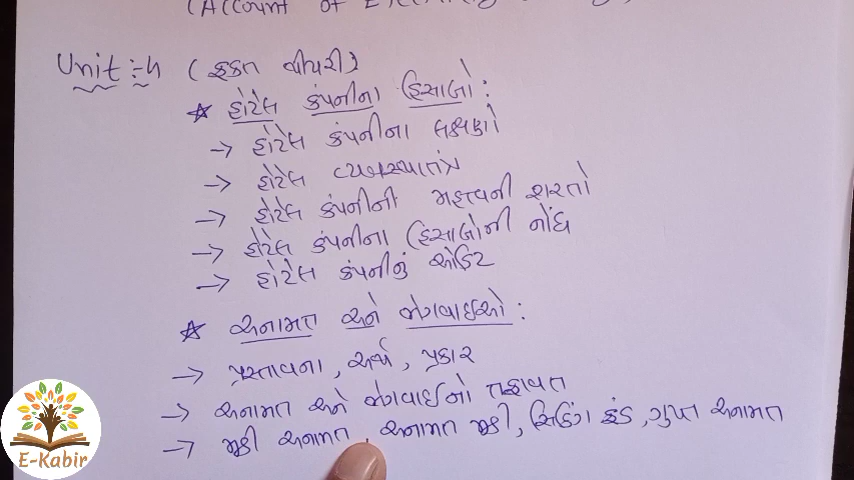 (Account of E
Unit :- 4 (ફક્ત થીયરી)
* હોટેલ કંપનીના હિસાબો :
→ હોટેલ કંપનીના લક્ષણો
→ હોટેલ વ્યવસ્થાતંત્ર
→ હોટેલ કંપનીની મહત્વની શરતો
→ હોટેલ કંપનીના હિસાબોની નોંધ
→ હોટેલ કંપનીનું ઓડિટ
* અનામત અને જોગવાઈઓ :
→ પ્રસ્તાવના, અર્થ, પ્રકાર
→ અનામત અને જોગવાઈનો તફાવત
→ મૂડી અનામત, અનામત મૂડી, સિંકિંગ ફંડ, ગુપ્ત અનામત
E-Kabir